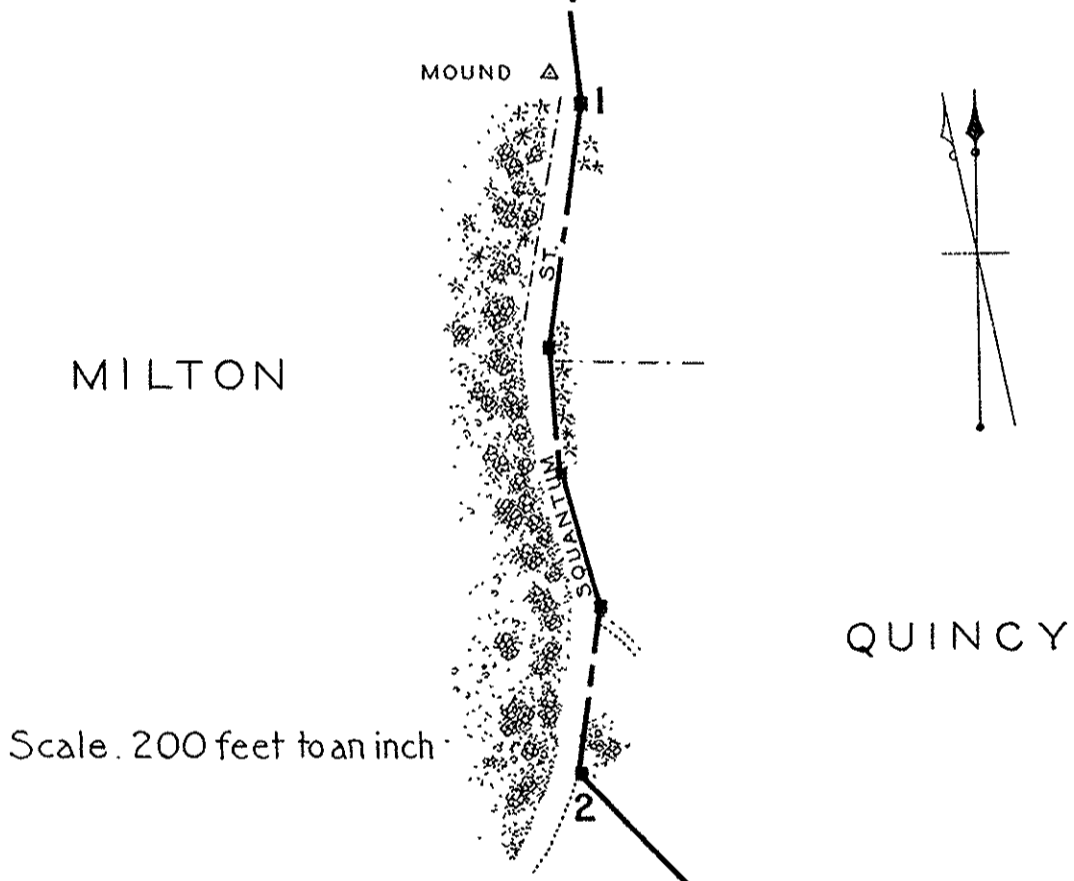 MOUND
1
ST.
MILTON
SQUANTUM
QUINCY
Scale. 200 feet to an inch
2